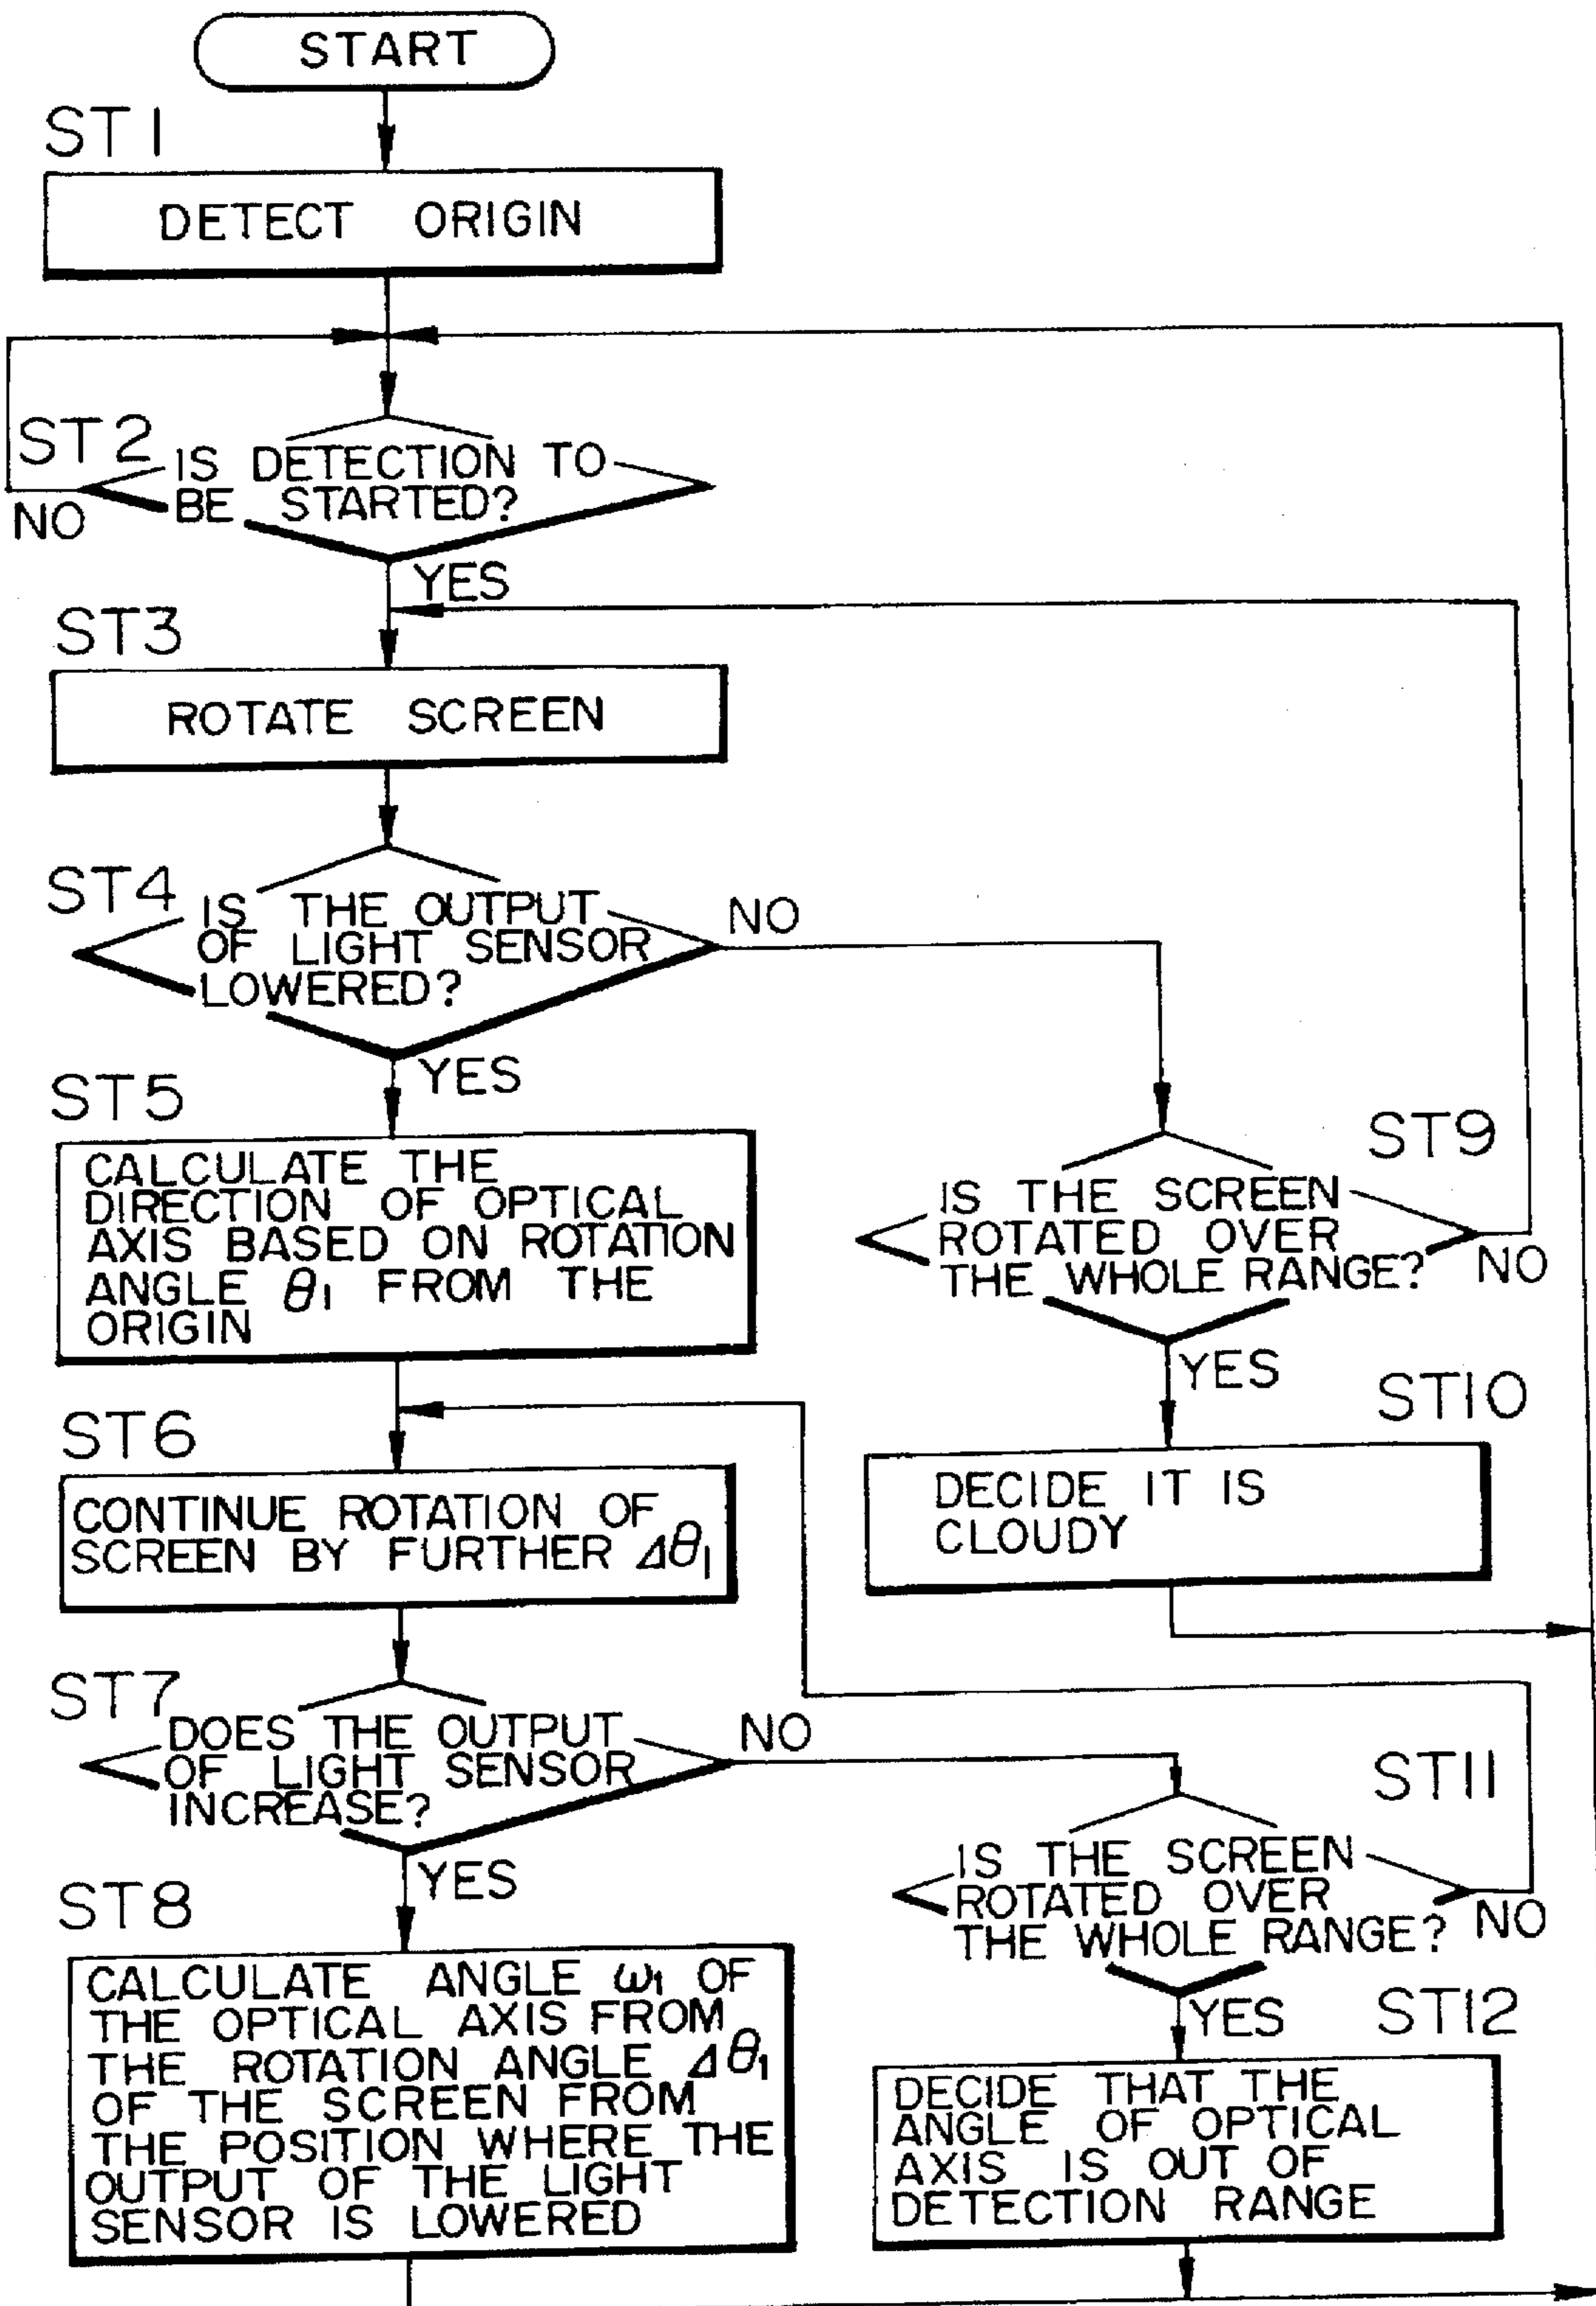 START
ST1
DETECT ORIGIN
ST2
IS DETECTION TO
BE STARTED?
NO
YES
ST3
ROTATE SCREEN
ST4
IS THE OUTPUT
OF LIGHT SENSOR
LOWERED?
NO
YES
ST5
CALCULATE THE
DIRECTION OF OPTICAL
AXIS BASED ON ROTATION
ANGLE θ1 FROM THE
ORIGIN
ST9
IS THE SCREEN
ROTATED OVER
THE WHOLE RANGE?
NO
YES
ST10
DECIDE IT IS
CLOUDY
ST6
CONTINUE ROTATION OF
SCREEN BY FURTHER Δθ1
ST7
DOES THE OUTPUT
OF LIGHT SENSOR
INCREASE?
NO
YES
ST11
IS THE SCREEN
ROTATED OVER
THE WHOLE RANGE?
NO
YES
ST8
CALCULATE ANGLE ω1 OF
THE OPTICAL AXIS FROM
THE ROTATION ANGLE Δθ1
OF THE SCREEN FROM
THE POSITION WHERE THE
OUTPUT OF THE LIGHT
SENSOR IS LOWERED
ST12
DECIDE THAT THE
ANGLE OF OPTICAL
AXIS IS OUT OF
DETECTION RANGE